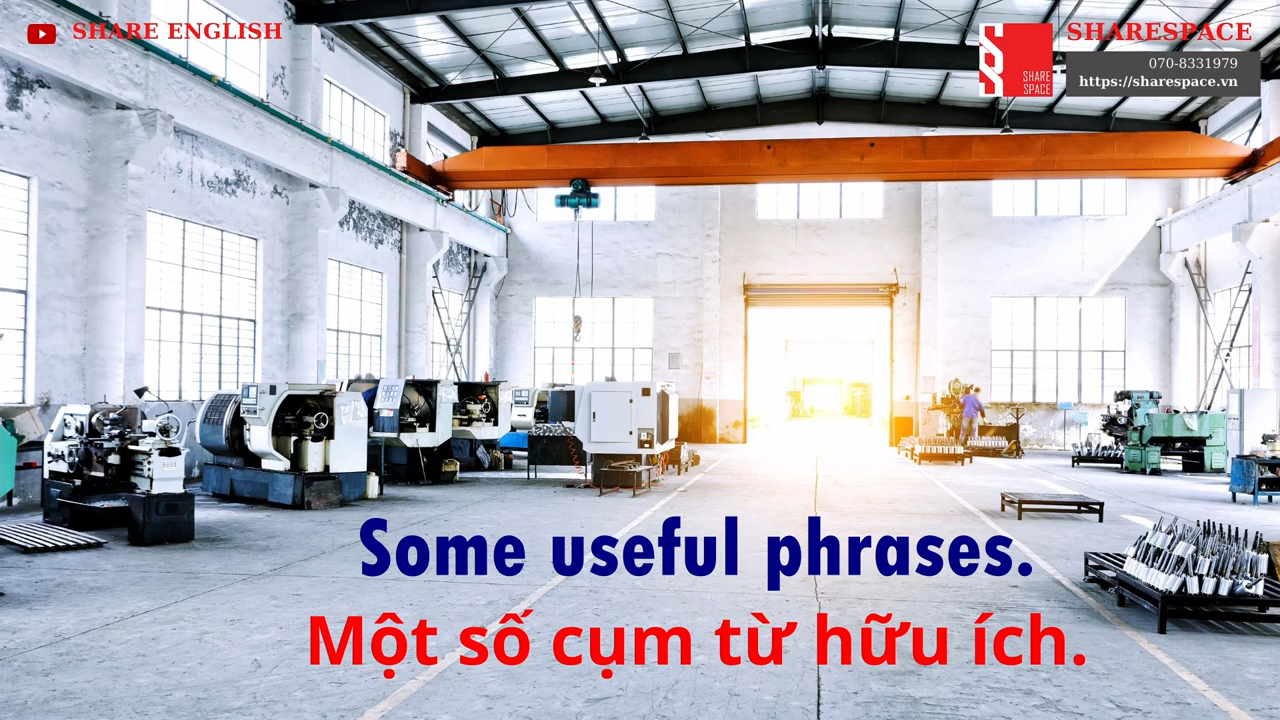 SHARE ENGLISH
SHARESPACE
070-8331979
https://sharespace.vn
SHARE
SPACE
Some useful phrases.
Một số cụm từ hữu ích.